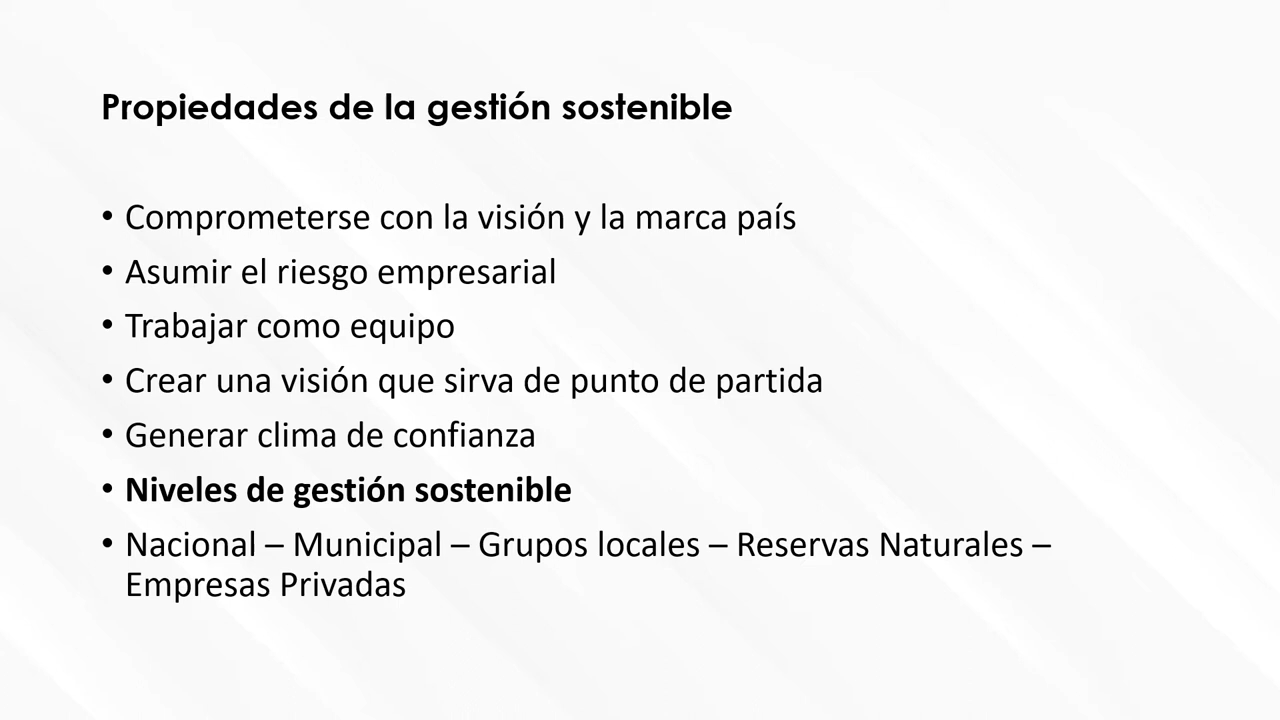 Propiedades de la gestión sostenible
• Comprometerse con la visión y la marca país
• Asumir el riesgo empresarial
• Trabajar como equipo
• Crear una visión que sirva de punto de partida
• Generar clima de confianza
• Niveles de gestión sostenible
• Nacional – Municipal – Grupos locales – Reservas Naturales –
Empresas Privadas